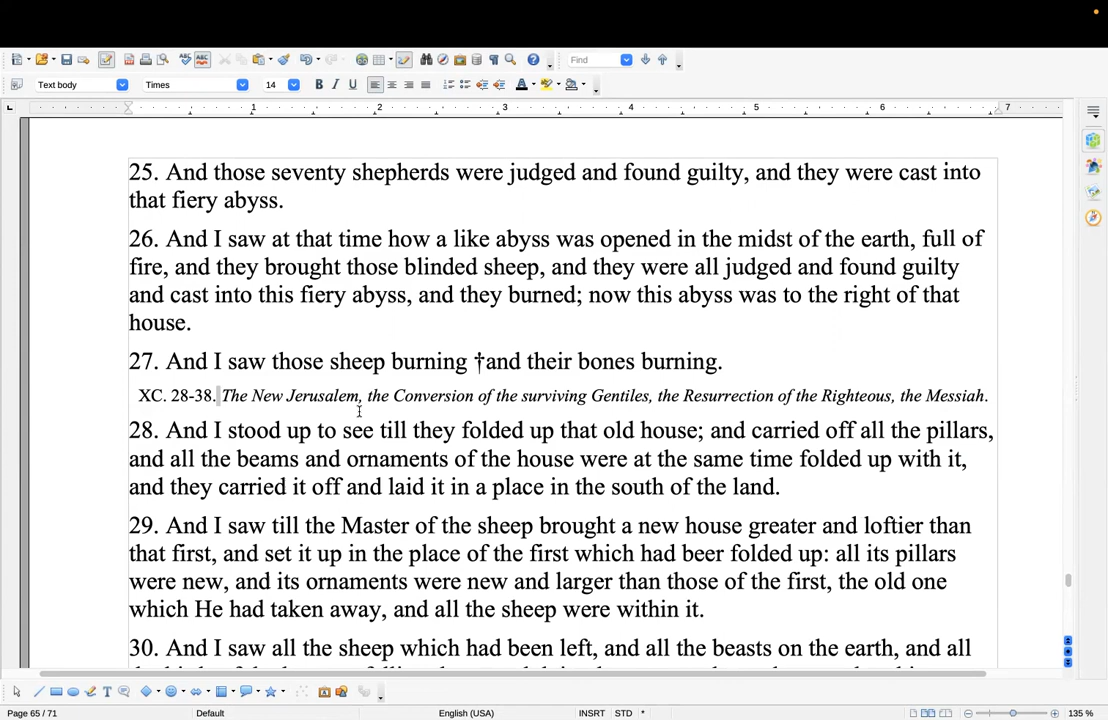 Text body
Times
14
B I U
Find
1 2 3 4 5 6 7
25. And those seventy shepherds were judged and found guilty, and they were cast into
that fiery abyss.
26. And I saw at that time how a like abyss was opened in the midst of the earth, full of
fire, and they brought those blinded sheep, and they were all judged and found guilty
and cast into this fiery abyss, and they burned; now this abyss was to the right of that
house.
27. And I saw those sheep burning †and their bones burning.
XC. 28-38. The New Jerusalem, the Conversion of the surviving Gentiles, the Resurrection of the Righteous, the Messiah.
28. And I stood up to see till they folded up that old house; and carried off all the pillars,
and all the beams and ornaments of the house were at the same time folded up with it,
and they carried it off and laid it in a place in the south of the land.
29. And I saw till the Master of the sheep brought a new house greater and loftier than
that first, and set it up in the place of the first which had beer folded up: all its pillars
were new, and its ornaments were new and larger than those of the first, the old one
which He had taken away, and all the sheep were within it.
30. And I saw all the sheep which had been left, and all the beasts on the earth, and all
Page 65 / 71
Default
English (USA)
INSRT
STD
*
135 %